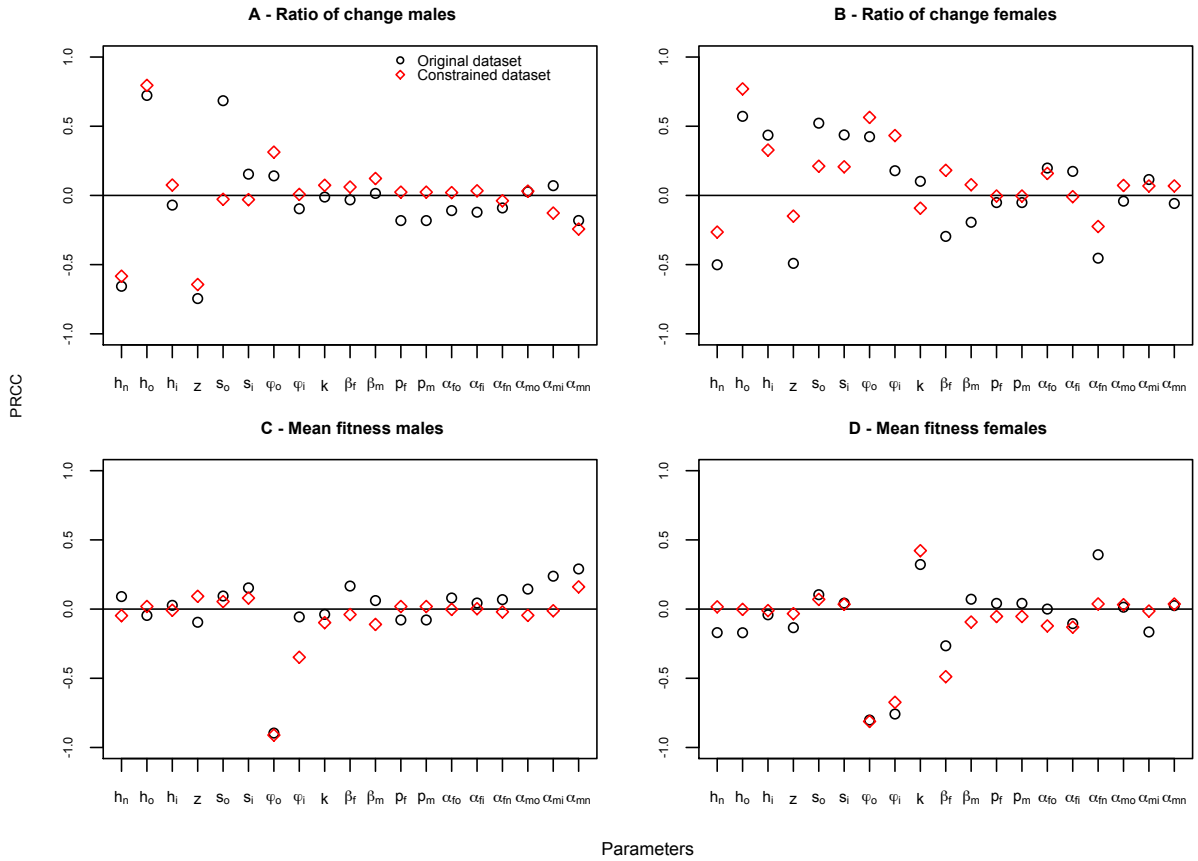 A - Ratio of change males
B - Ratio of change females
1.0
0.5
0.0
-0.5
-1.0
Original dataset
Constrained dataset
hn ho hi z so si φo φi k βf βm pf pm αfo αfi αfn αmo αmi αmn
1.0
0.5
0.0
-0.5
-1.0
hn ho hi z so si φo φi k βf βm pf pm αfo αfi αfn αmo αmi αmn
PRCC
C - Mean fitness males
D - Mean fitness females
1.0
0.5
0.0
-0.5
-1.0
hn ho hi z so si φo φi k βf βm pf pm αfo αfi αfn αmo αmi αmn
1.0
0.5
0.0
-0.5
-1.0
hn ho hi z so si φo φi k βf βm pf pm αfo αfi αfn αmo αmi αmn
Parameters